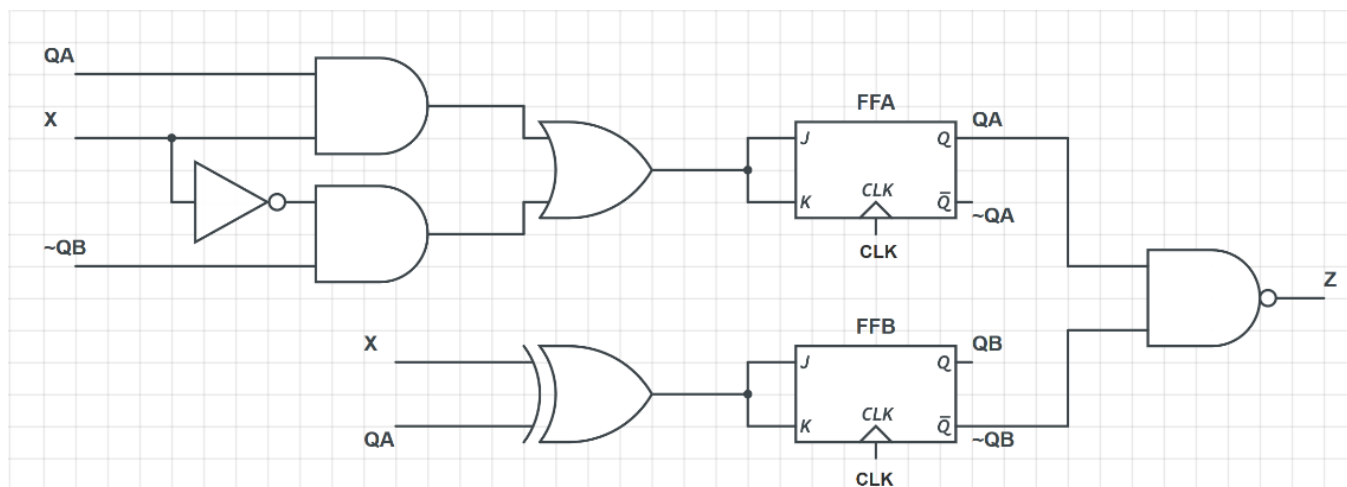 QA
X
~QB
FFA
J
K
CLK
Q
Q̅
CLK
QA
~QA
X
QA
FFB
J
K
CLK
Q
Q̅
CLK
QB
~QB
Z